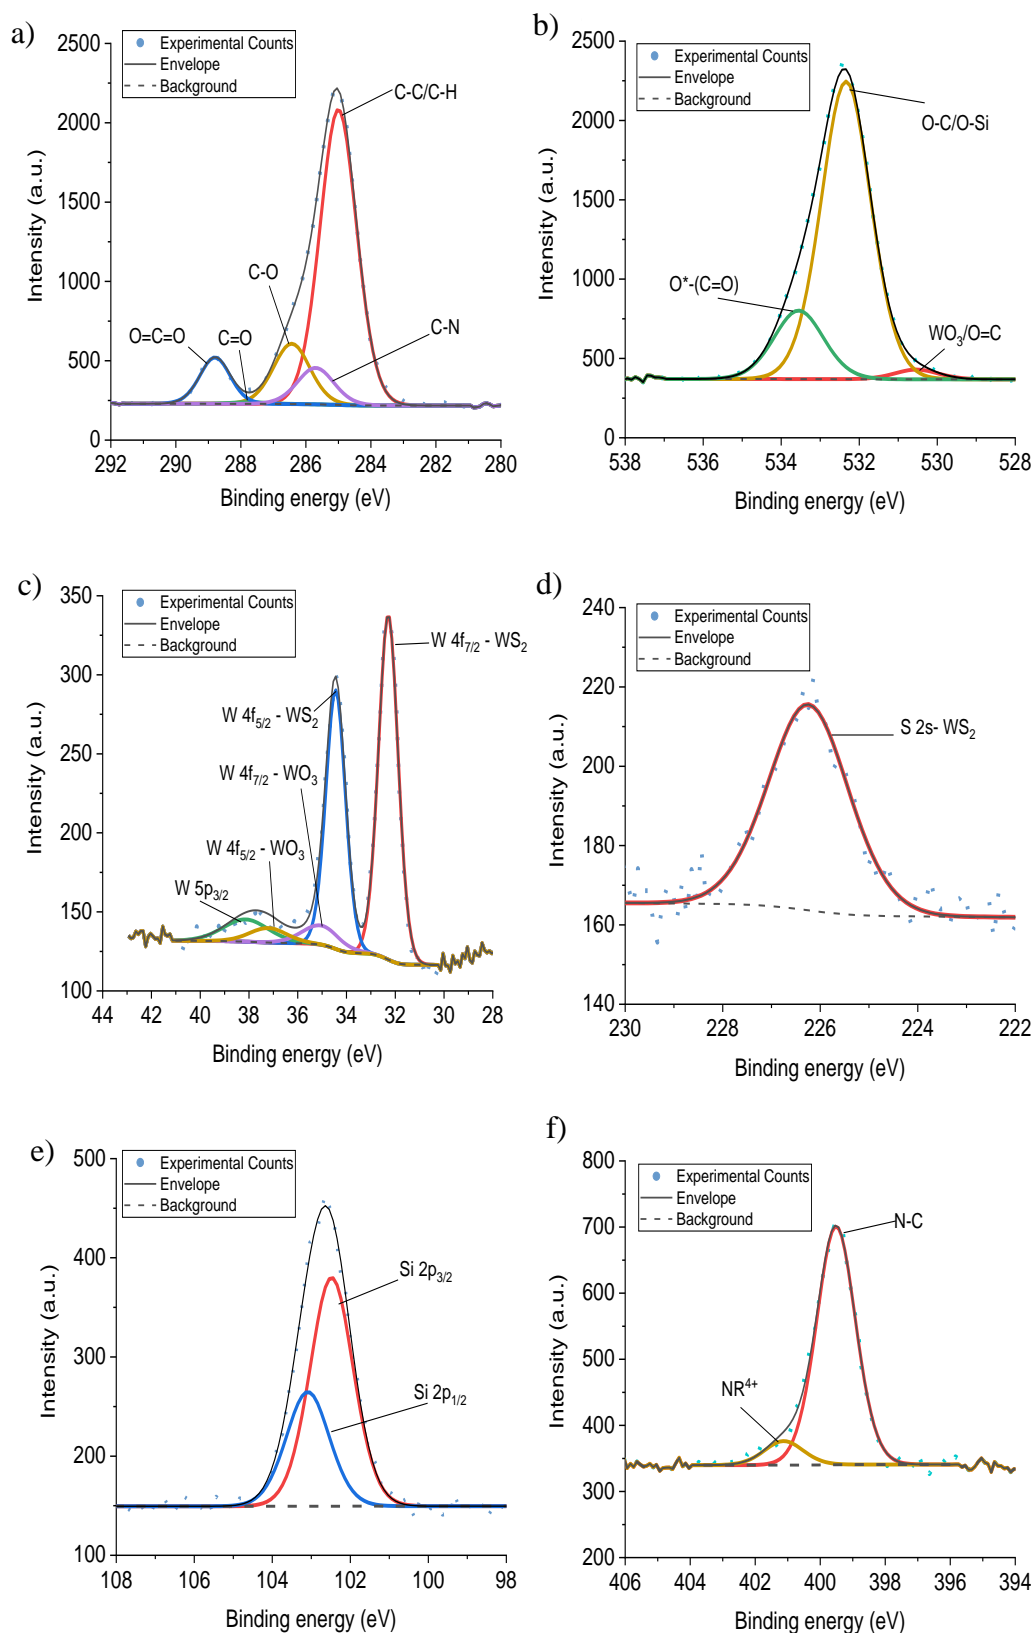 a)
Experimental Counts
Envelope
Background
C-C/C-H
C-O
O=C=O
C=O
C-N
Intensity (a.u.)
2500
2000
1500
1000
500
0
292 290 288 286 284 282 280
Binding energy (eV)
b)
Experimental Counts
Envelope
Background
O-C/O-Si
O*-(C=O)
WO3/O=C
Intensity (a.u.)
2500
2000
1500
1000
500
0
538 536 534 532 530 528
Binding energy (eV)
c)
Experimental Counts
Envelope
Background
W 4f7/2 - WS2
W 4f5/2 - WS2
W 4f7/2 - WO3
W 4f5/2 - WO3
W 5p3/2
Intensity (a.u.)
350
300
250
200
150
100
44 42 40 38 36 35 34 32 30 28
Binding energy (eV)
d)
Experimental Counts
Envelope
Background
S 2s- WS2
Intensity (a.u.)
240
220
200
180
160
140
230 228 226 224 222
Binding energy (eV)
e)
Experimental Counts
Envelope
Background
Si 2p3/2
Si 2p1/2
Intensity (a.u.)
500
400
300
200
100
108 106 104 102 100 98
Binding energy (eV)
f)
Experimental Counts
Envelope
Background
N-C
NR4+
Intensity (a.u.)
800
700
600
500
400
300
200
406 404 402 400 398 396 394
Binding energy (eV)